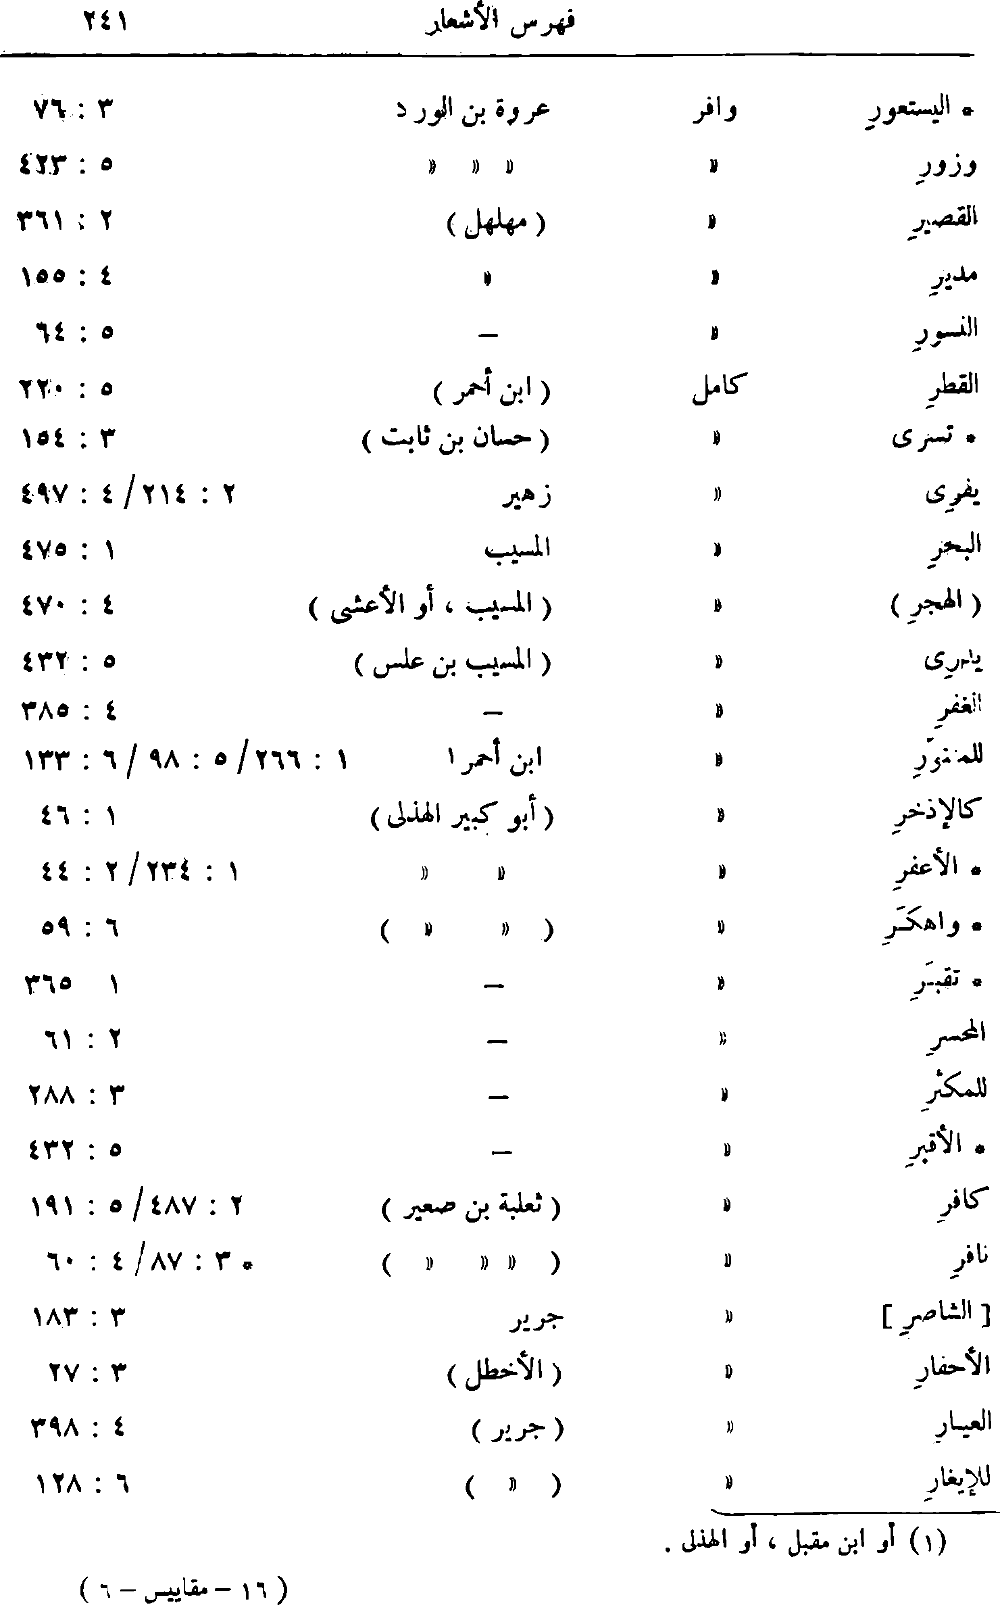 فهرس الأشعار ٢٤١
* اليستعورِ وافر عروة بن الورد ٣ : ٧٦
وزورِ » » » » ٥ : ٤٢٣
القصيرِ » ( مهلهل ) ٢ : ٣٦١
مديرِ » » ٤ : ١٥٥
النسورِ » – ٥ : ٦٤
القطرِ كامل ( ابن أحمر ) ٥ : ٢٢٠
* تسرى » ( حسان بن ثابت ) ٣ : ١٥٤
يفرِى » زهير ٢ : ٢١٤ / ٤ : ٤٩٧
البحرِ » المسيب ١ : ٤٧٥
( الهجرِ ) » ( المسيب ، أو الأعشى ) ٤ : ٤٧٠
يدرِى » ( المسيب بن علس ) ٥ : ٤٣٢
الغفرِ » – ٤ : ٣٨٥
» ابن أحمر ١ ١ : ٢٦٦ / ٥ : ٩٨ / ٦ : ١٣٣
كالإذخرِ » ( أبو كبير الهذلى ) ١ : ٤٦
* الأعفرِ » » » ١ : ٢٣٤ / ٢ : ٤٤
* واهكَرِ » ( » » ) ٦ : ٥٩
* تقبَرِ » – ١ ٣٦٥
المحسرِ » – ٢ : ٦١
للمكثرِ » – ٣ : ٢٨٨
* الأقبرِ » – ٥ : ٤٣٢
كافرِ » ( ثعلبة بن صعير ) ٢ : ٤٨٧ / ٥ : ١٩١
نافرِ » ( » » » ) * ٣ : ٨٧ / ٤ : ٦٠
[ الشاصرِ ] » جرير ٣ : ١٨٣
الأحفارِ » ( الأخطل ) ٣ : ٢٧
العيارِ » ( جرير ) ٤ : ٣٩٨
للإيغارِ » ( » ) ٦ : ١٢٨
(١) أو ابن مقبل ، أو الهذلى .
( ١٦ – مقاييس – ٦ )